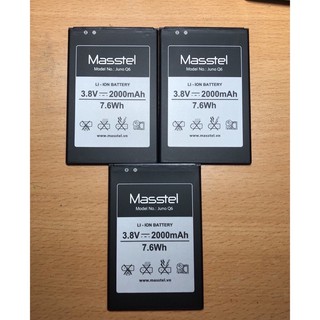 Masstel
Model No.: Juno Q6
LI-ION BATTERY
3.8V 2000mAh
7.6Wh
www.masstel.vn
Masstel
Model No.: Juno Q6
LI-ION BATTERY
3.8V 2000mAh
7.6Wh
www.masstel.vn
Masstel
Model No.: Juno Q6
LI-ION BATTERY
3.8V 2000mAh
7.6Wh
www.masstel.vn